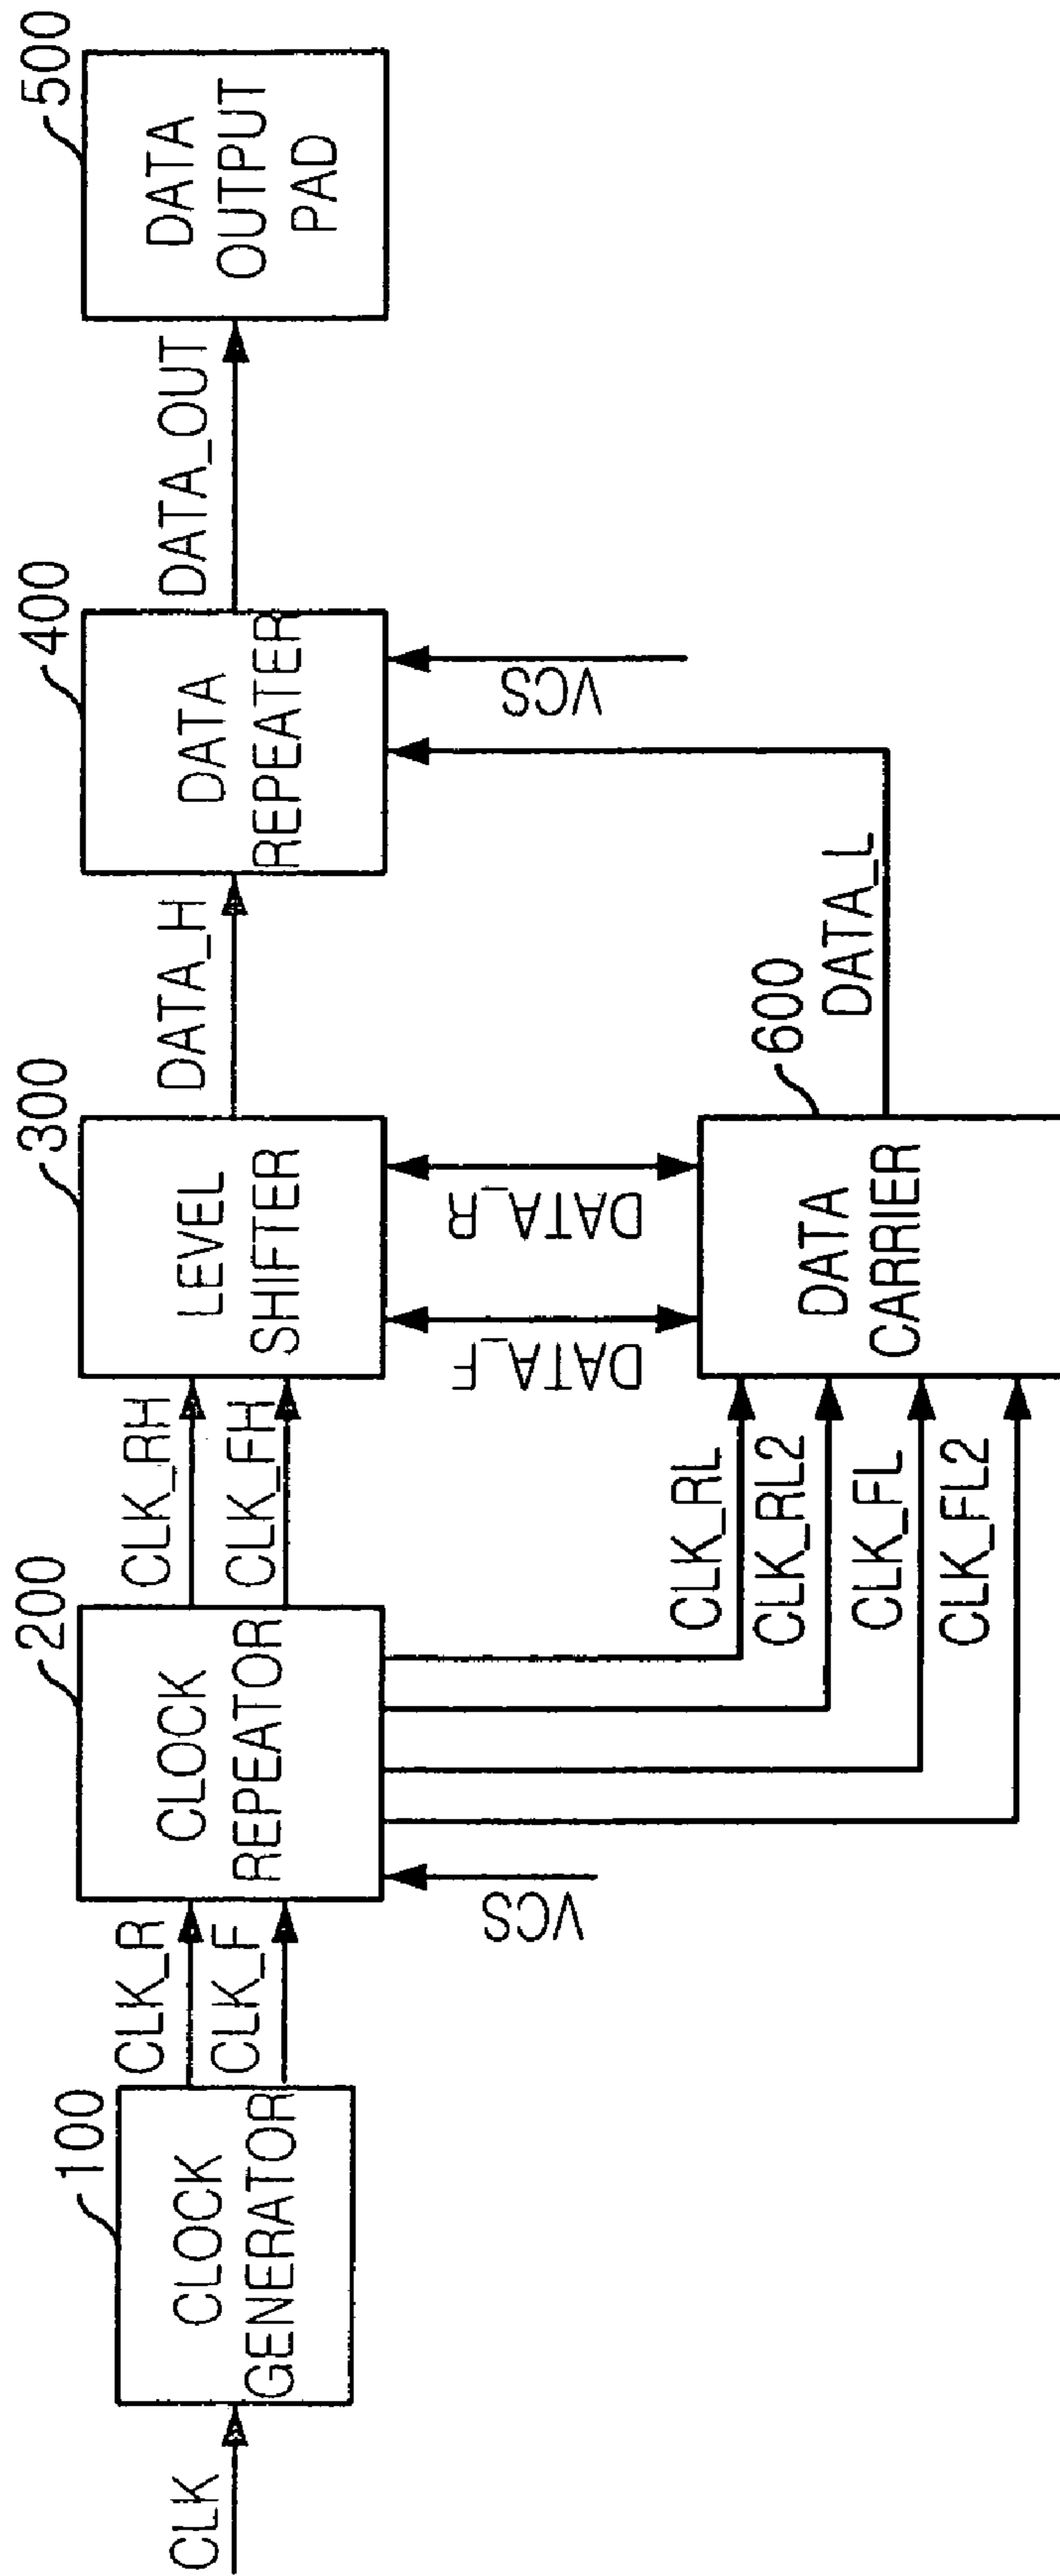 CLK
100
CLOCK
GENERATOR
CLK_R
CLK_F
200
CLOCK
REPEATOR
VCS
CLK_RH
CLK_FH
CLK_RL
CLK_RL2
CLK_FL
CLK_FL2
300
LEVEL
SHIFTER
DATA_F
DATA_R
600
DATA
CARRIER
DATA_H
DATA_L
400
DATA
REPEATER
VCS
DATA_OUT
500
DATA
OUTPUT
PAD